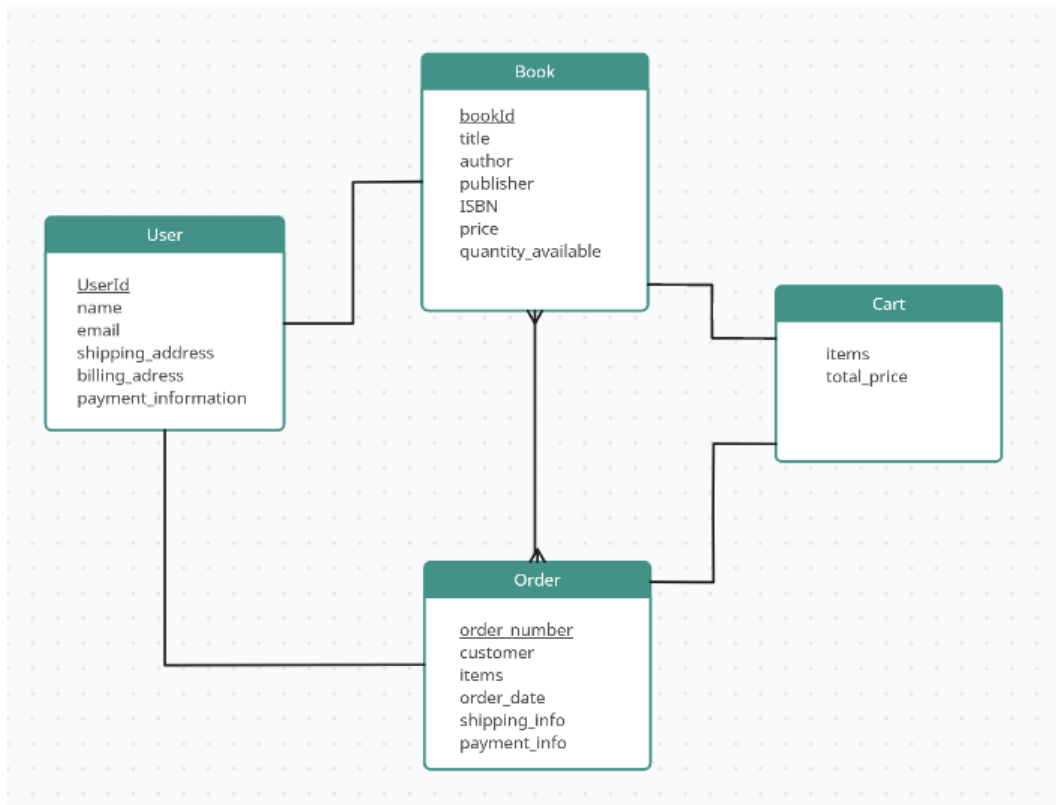 Book
bookId
title
author
publisher
ISBN
price
quantity_available
User
UserId
name
email
shipping_address
billing_adress
payment_information
Cart
items
total_price
Order
order_number
customer
items
order_date
shipping_info
payment_info